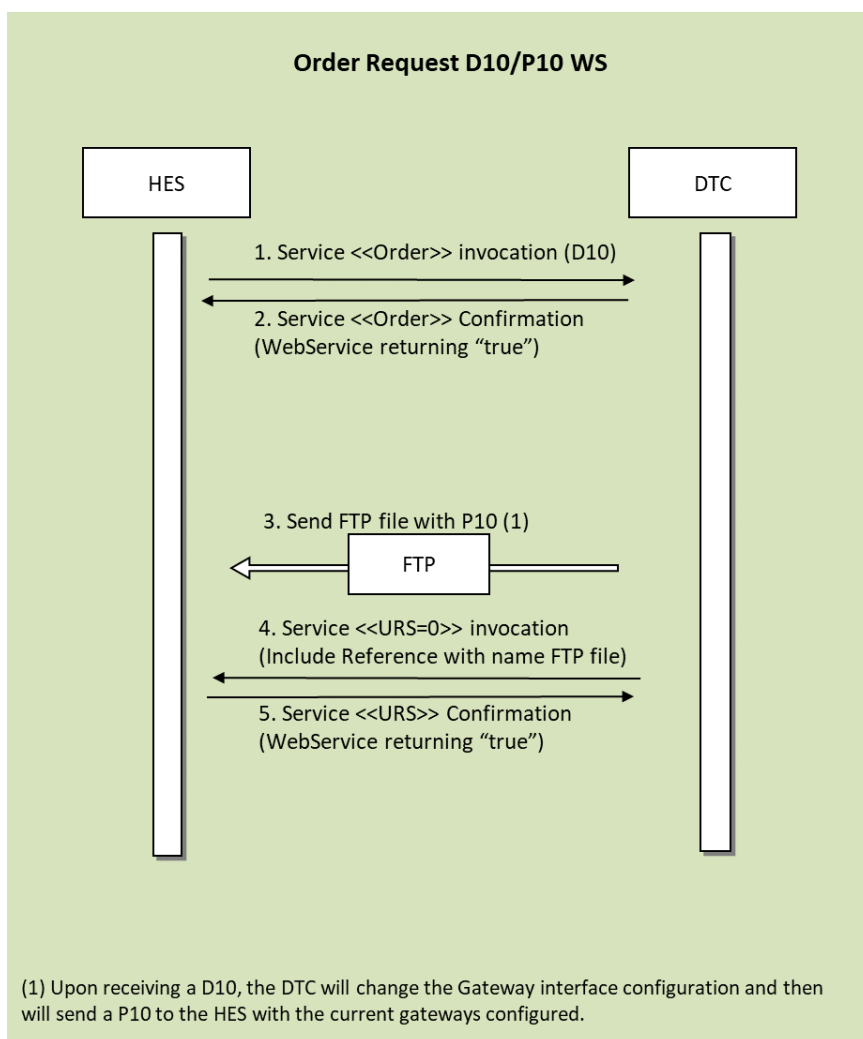 Order Request D10/P10 WS
HES
DTC
1. Service <<Order>> invocation (D10)
2. Service <<Order>> Confirmation
(WebService returning “true”)
3. Send FTP file with P10 (1)
FTP
4. Service <<URS=0>> invocation
(Include Reference with name FTP file)
5. Service <<URS>> Confirmation
(WebService returning “true”)
(1) Upon receiving a D10, the DTC will change the Gateway interface configuration and then
will send a P10 to the HES with the current gateways configured.